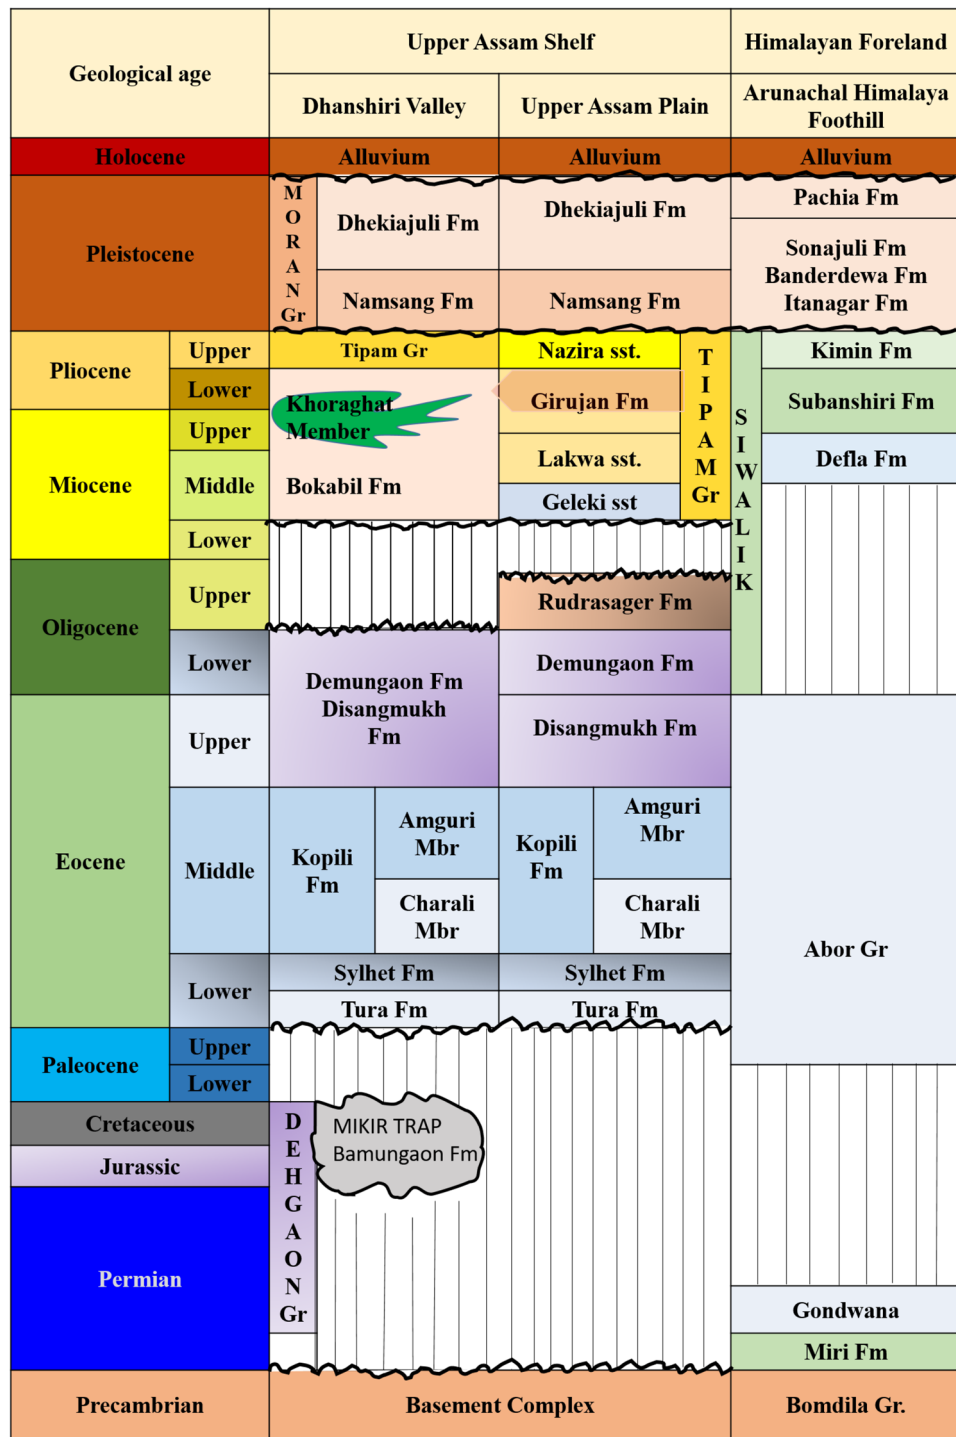 Geological age
Upper Assam Shelf
Himalayan Foreland
Dhanshiri Valley
Upper Assam Plain
Arunachal Himalaya
Foothill
Holocene
Alluvium
Alluvium
Alluvium
Pleistocene
MORAN
Gr
Dhekiajuli Fm
Dhekiajuli Fm
Pachia Fm
Sonajuli Fm
Banderdewa Fm
Itanagar Fm
Namsang Fm
Namsang Fm
Pliocene
Upper
Tipam Gr
Nazira sst.
TIPAM
Gr
SIWALIK
Kimin Fm
Lower
Khoraghat
Member
Girujan Fm
Subanshiri Fm
Miocene
Upper
Lakwa sst.
Defla Fm
Middle
Bokabil Fm
Geleki sst
Lower
Oligocene
Upper
Rudrasager Fm
Lower
Demungaon Fm
Disangmukh
Fm
Demungaon Fm
Eocene
Upper
Disangmukh Fm
Middle
Kopili
Fm
Amguri
Mbr
Kopili
Fm
Amguri
Mbr
Charali
Mbr
Charali
Mbr
Abor Gr
Lower
Sylhet Fm
Sylhet Fm
Tura Fm
Tura Fm
Paleocene
Upper
Lower
Cretaceous
DEHGAON
Gr
MIKIR TRAP
Bamungaon Fm
Jurassic
Permian
Gondwana
Miri Fm
Precambrian
Basement Complex
Bomdila Gr.